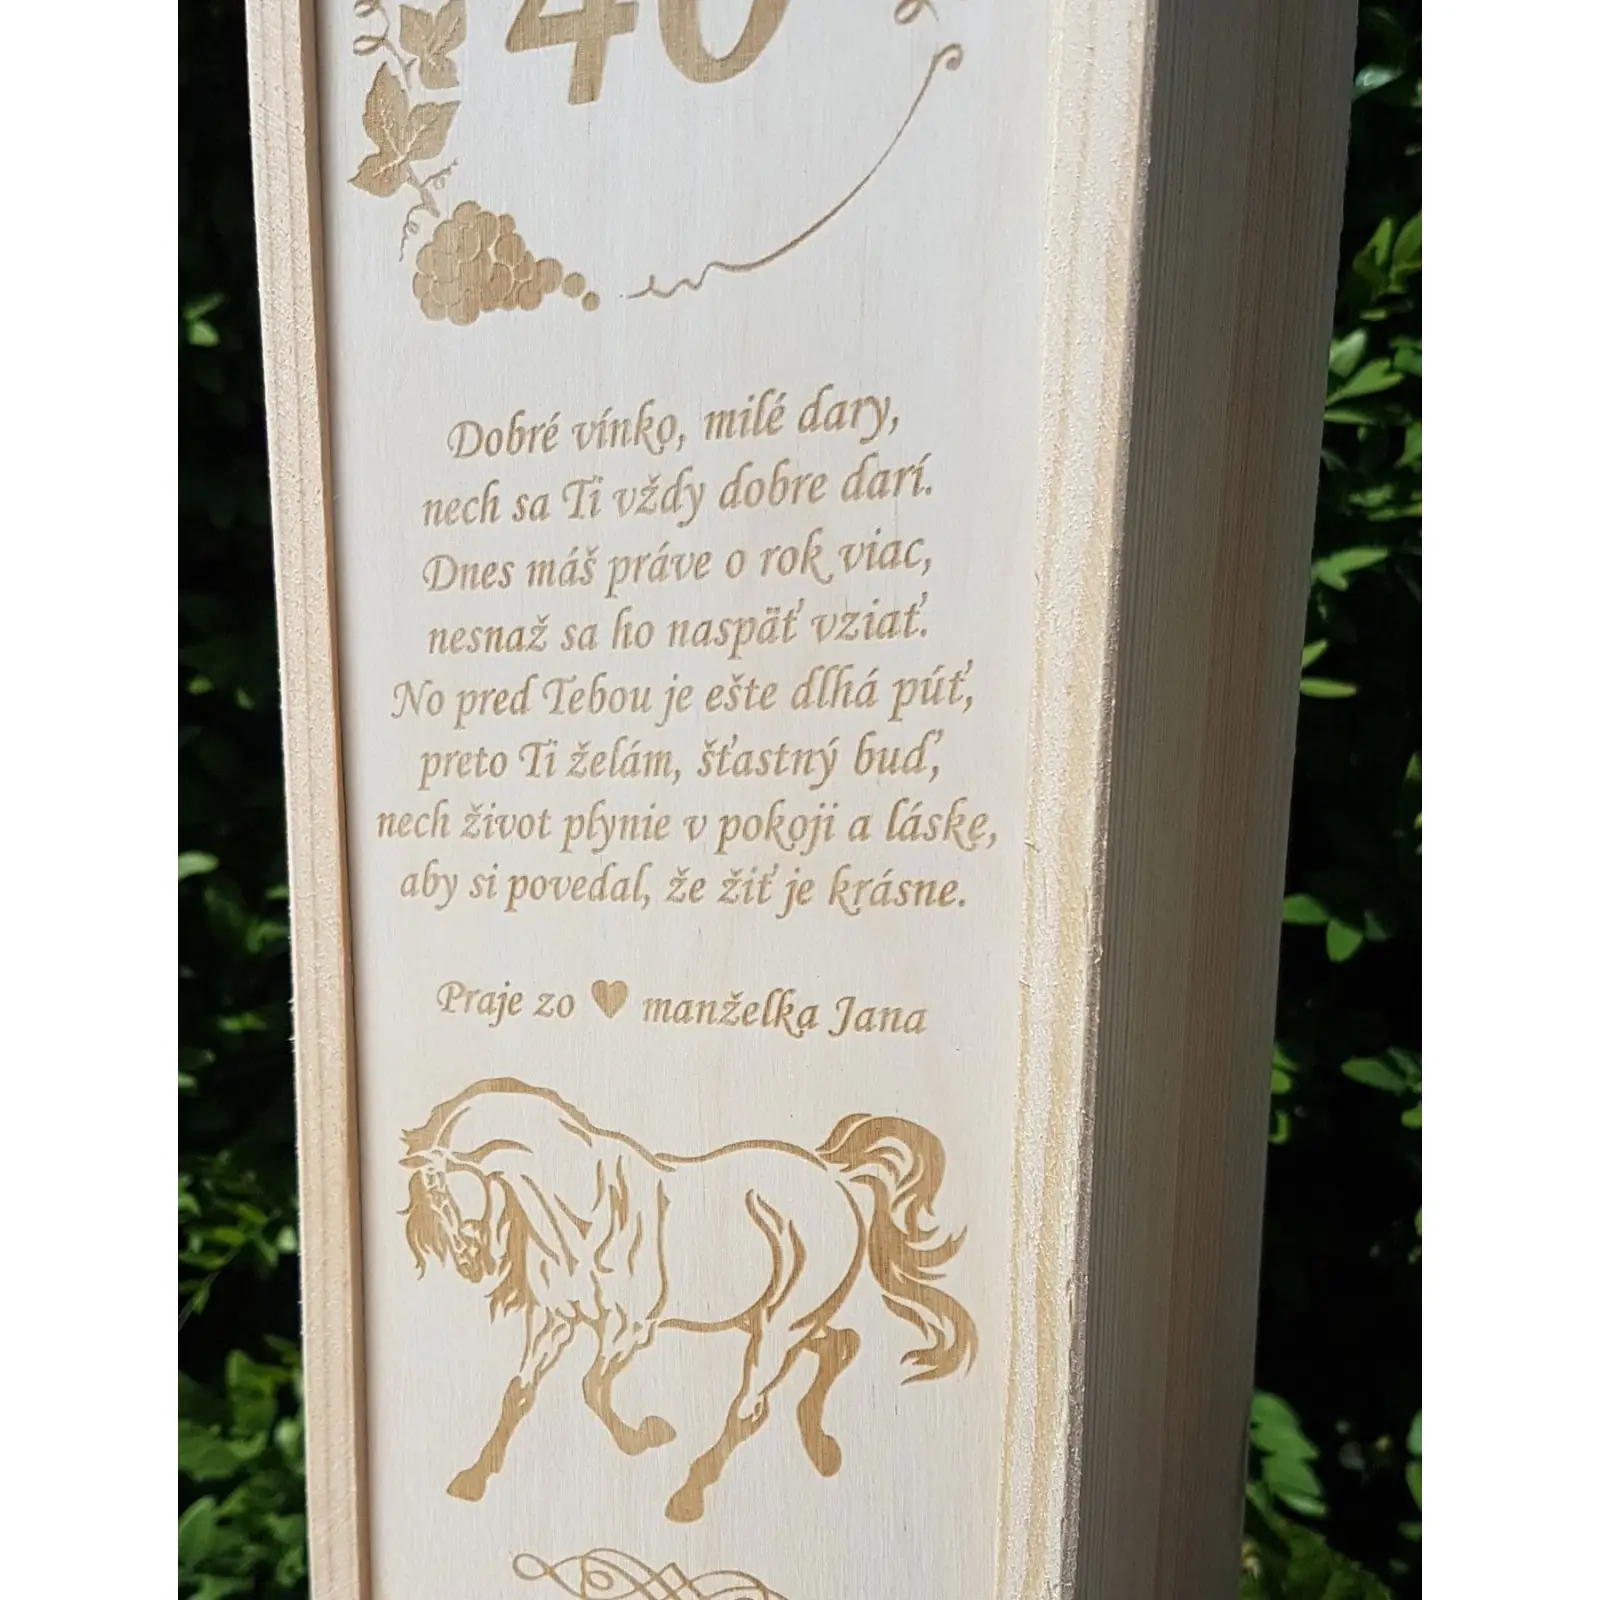 40
Dobré vínko, milé dary,
nech sa Ti vždy dobre darí.
Dnes máš práve o rok viac,
nesnaž sa ho naspäť vziať.
No pred Tebou je ešte dlhá púť,
preto Ti želám, šťastný buď,
nech život plynie v pokoji a láske,
aby si povedal, že žiť je krásne.
Praje zo ♥ manželka Jana